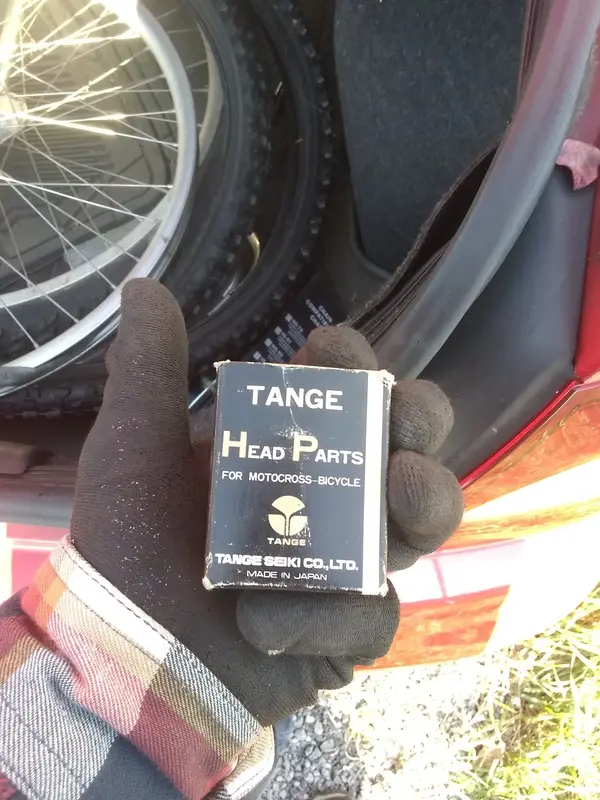 TANGE
HEAD PARTS
FOR MOTOCROSS-BICYCLE
TANGE
TANGE SEIKI CO.,LTD.
MADE IN JAPAN